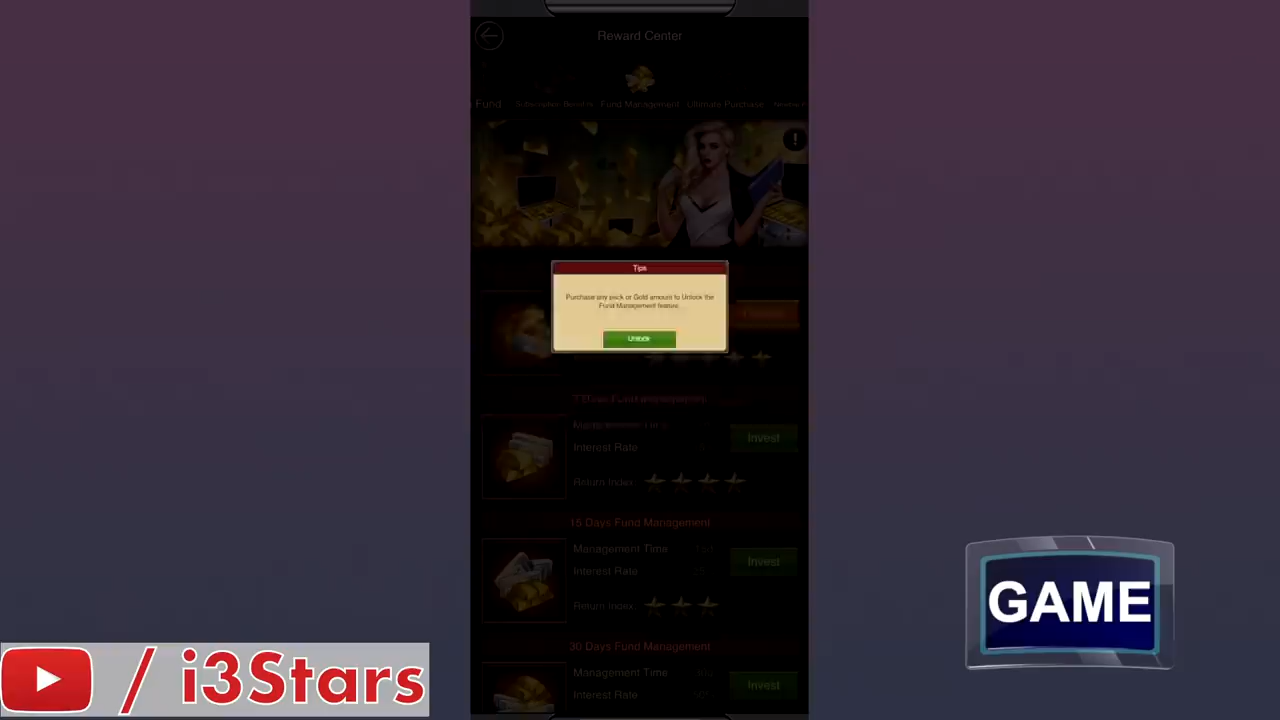 Reward Center
Fund
Subscription Benefits
Fund Management
Ultimate Purchase
Tips
Purchase any pack or Gold amount to Unlock the
Fund Management feature.
Unlock
Management
Invest
Interest Rate
Return Index:
15 Days Fund Management
Management Time
Invest
Interest Rate
Return Index:
30 Days Fund Management
Management Time
Invest
Interest Rate
GAME
/ i3Stars